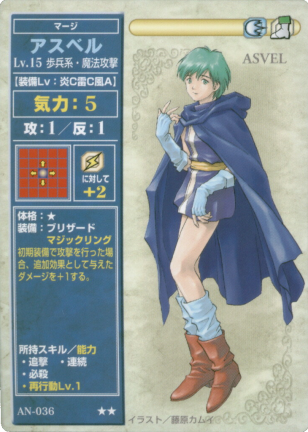 マージ
アスベル
Lv.15 歩兵系・魔法攻撃
[装備Lv：炎C雷C風A]
気力：5
攻：1／反：1
に対して
+2
体格：★
装備：ブリザード
マジックリング
初期装備で攻撃を行った場
合、追加効果として与えた
ダメージを+1する。
所持スキル／能力
・追撃 ・連続
・必殺
・再行動Lv.1
AN-036 ★★
ASVEL
イラスト／藤原カムイ